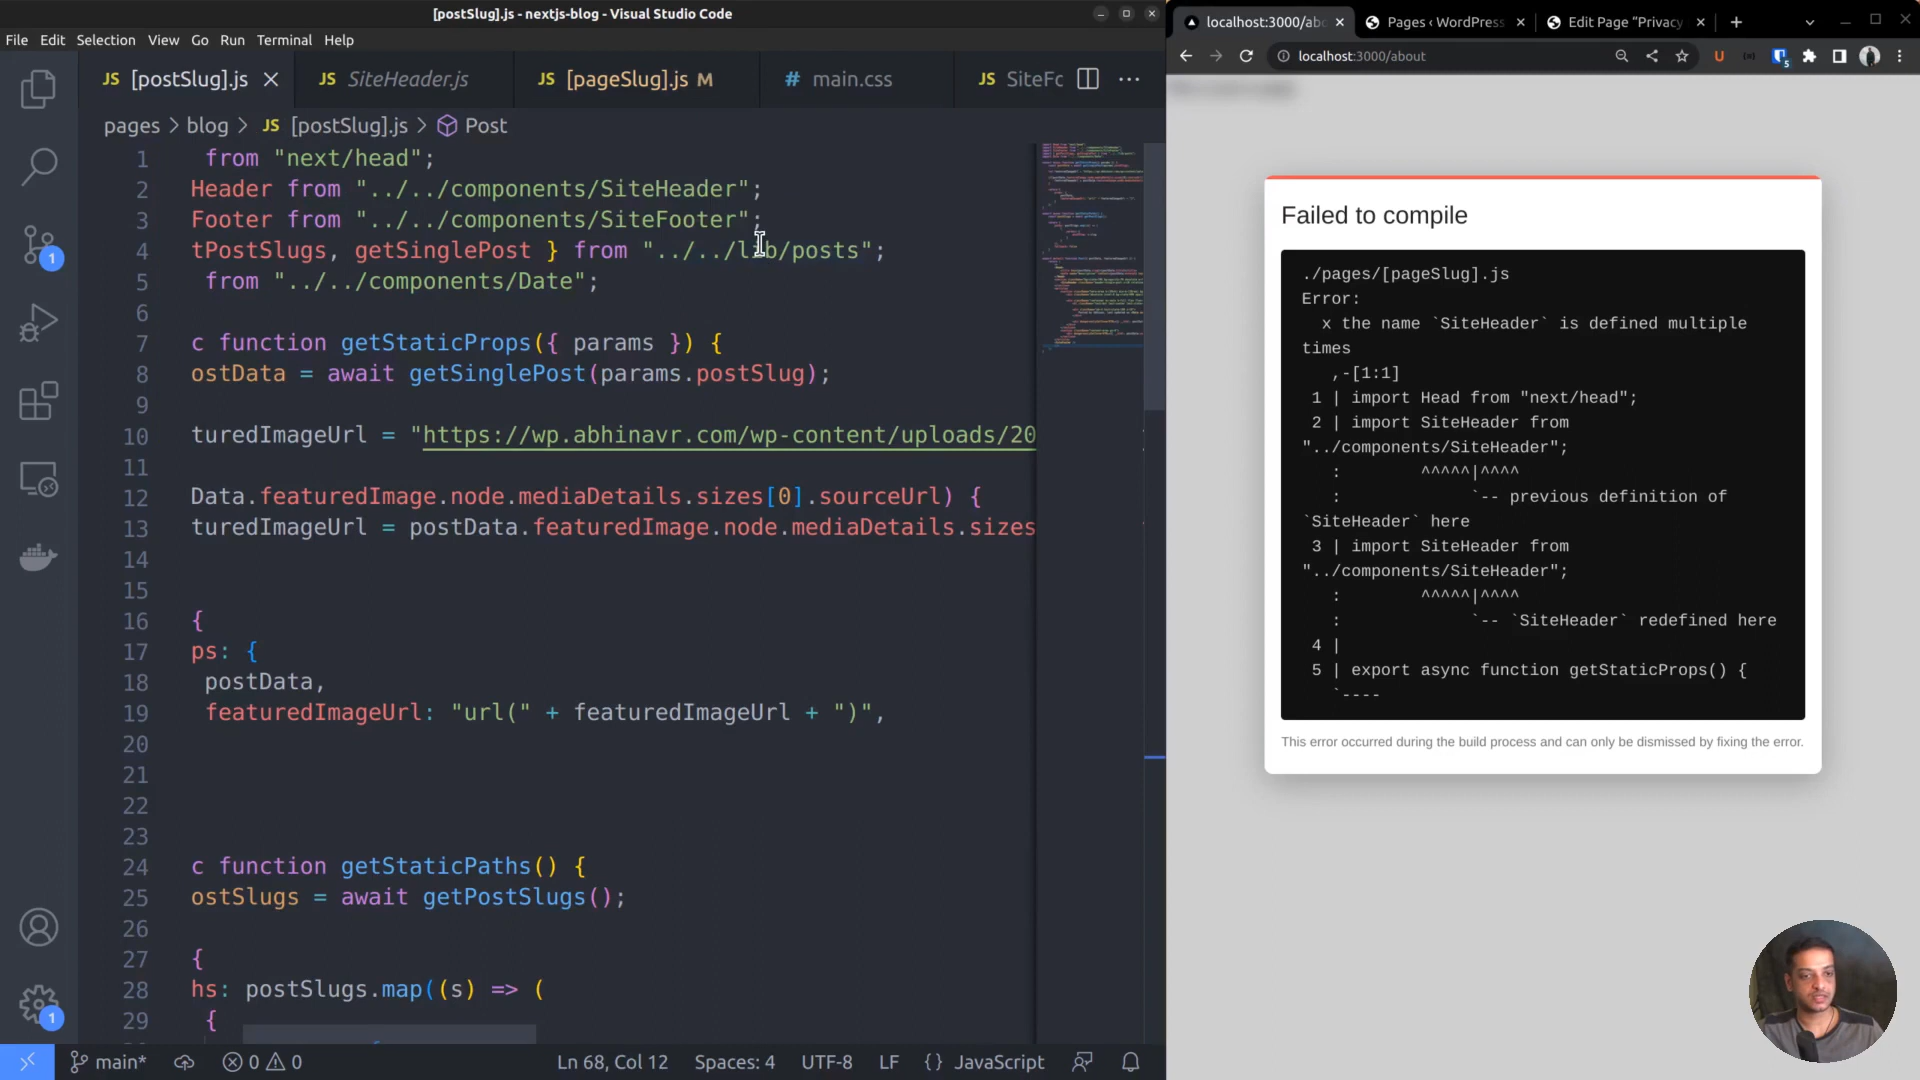 [postSlug].js - nextjs-blog - Visual Studio Code
File Edit Selection View Go Run Terminal Help
JS [postSlug].js
JS SiteHeader.js
JS [pageSlug].js M
# main.css
JS SiteFo
pages > blog > JS [postSlug].js > Post
1 from "next/head";
2 Header from "../../components/SiteHeader";
3 Footer from "../../components/SiteFooter";
4 tPostSlugs, getSinglePost } from "../../lib/posts";
5 from "../../components/Date";
6
7 c function getStaticProps({ params }) {
8 ostData = await getSinglePost(params.postSlug);
9
10 turedImageUrl = "https://wp.abhinavr.com/wp-content/uploads/20
11
12 Data.featuredImage.node.mediaDetails.sizes[0].sourceUrl) {
13 turedImageUrl = postData.featuredImage.node.mediaDetails.sizes
14
15
16 {
17 ps: {
18 postData,
19 featuredImageUrl: "url(" + featuredImageUrl + ")",
20
21
22
23
24 c function getStaticPaths() {
25 ostSlugs = await getPostSlugs();
26
27 {
28 hs: postSlugs.map((s) => (
29 {
1
1
main* 0 0 Ln 68, Col 12 Spaces: 4 UTF-8 LF {} JavaScript
localhost:3000/abo
Pages ‹ WordPress
Edit Page "Privacy
localhost:3000/about
U
5
Failed to compile
./pages/[pageSlug].js
Error:
x the name `SiteHeader` is defined multiple
times
,-[1:1]
1 | import Head from "next/head";
2 | import SiteHeader from
"../components/SiteHeader";
: ^^^^^|^^^^
: `-- previous definition of
`SiteHeader` here
3 | import SiteHeader from
"../components/SiteHeader";
: ^^^^^|^^^^
: `-- `SiteHeader` redefined here
4 |
5 | export async function getStaticProps() {
`----
This error occurred during the build process and can only be dismissed by fixing the error.